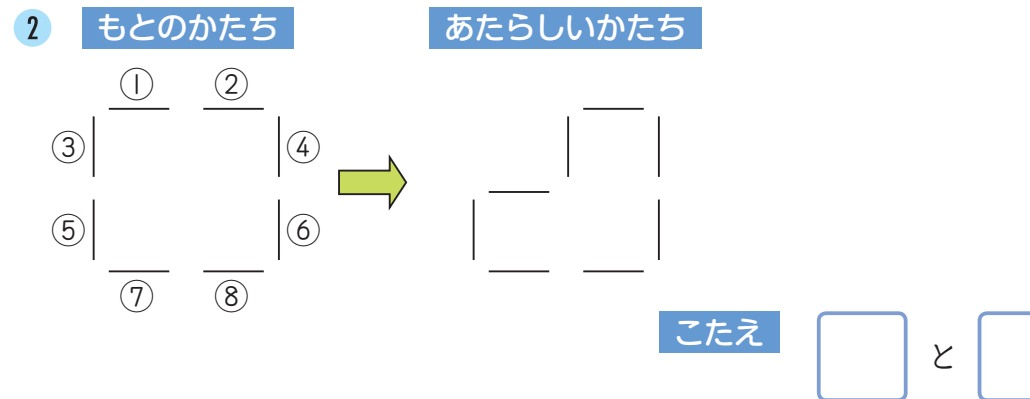 2 もとのかたち あたらしいかたち
① ②
③ ④
⑤ ⑥
⑦ ⑧
こたえ と